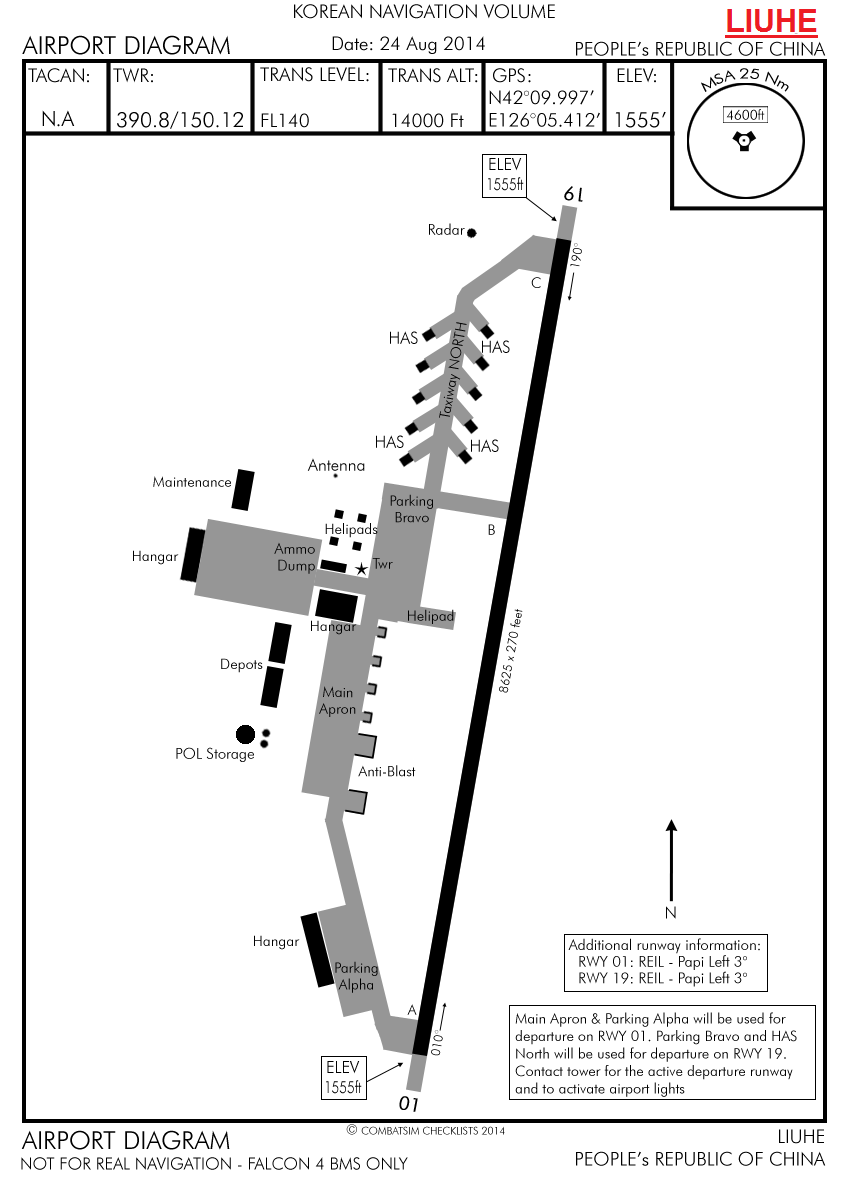 KOREAN NAVIGATION VOLUME
LIUHE
AIRPORT DIAGRAM
Date: 24 Aug 2014
PEOPLE's REPUBLIC OF CHINA
TACAN:
N.A
TWR:
390.8/150.12
TRANS LEVEL:
FL140
TRANS ALT:
14000 Ft
GPS:
N42°09.997'
E126°05.412'
ELEV:
1555'
MSA 25 Nm
4600ft
ELEV
1555ft
19
Radar
190°
C
HAS
HAS
Taxiway NORTH
HAS
HAS
Antenna
Maintenance
Parking
Bravo
B
Helipads
Hangar
Ammo
Dump
Twr
Helipad
Hangar
8625 x 270 feet
Depots
Main
Apron
POL Storage
Anti-Blast
N
Hangar
Parking
Alpha
A
010°
ELEV
1555ft
01
Additional runway information:
RWY 01: REIL - Papi Left 3°
RWY 19: REIL - Papi Left 3°
Main Apron & Parking Alpha will be used for
departure on RWY 01. Parking Bravo and HAS
North will be used for departure on RWY 19.
Contact tower for the active departure runway
and to activate airport lights
© COMBATSIM CHECKLISTS 2014
AIRPORT DIAGRAM
LIUHE
NOT FOR REAL NAVIGATION - FALCON 4 BMS ONLY
PEOPLE's REPUBLIC OF CHINA